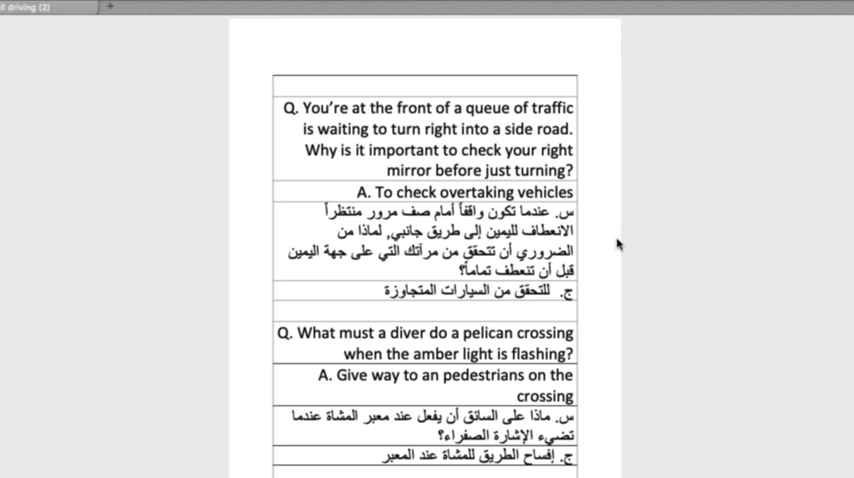 ll driving (2)
Q. You're at the front of a queue of traffic
is waiting to turn right into a side road.
Why is it important to check your right
mirror before just turning?
A. To check overtaking vehicles
س. عندما تكون واقفاً أمام صف مرور منتظراً
الانعطاف لليمين إلى طريق جانبي, لماذا من
الضروري أن تتحقق من مرآتك التي على جهة اليمين
قبل أن تنعطف تماماً؟
ج. للتحقق من السيارات المتجاوزة
Q. What must a diver do a pelican crossing
when the amber light is flashing?
A. Give way to an pedestrians on the
crossing
س. ماذا على السائق أن يفعل عند معبر المشاة عندما
تضيء الإشارة الصفراء؟
ج. إفساح الطريق للمشاة عند المعبر